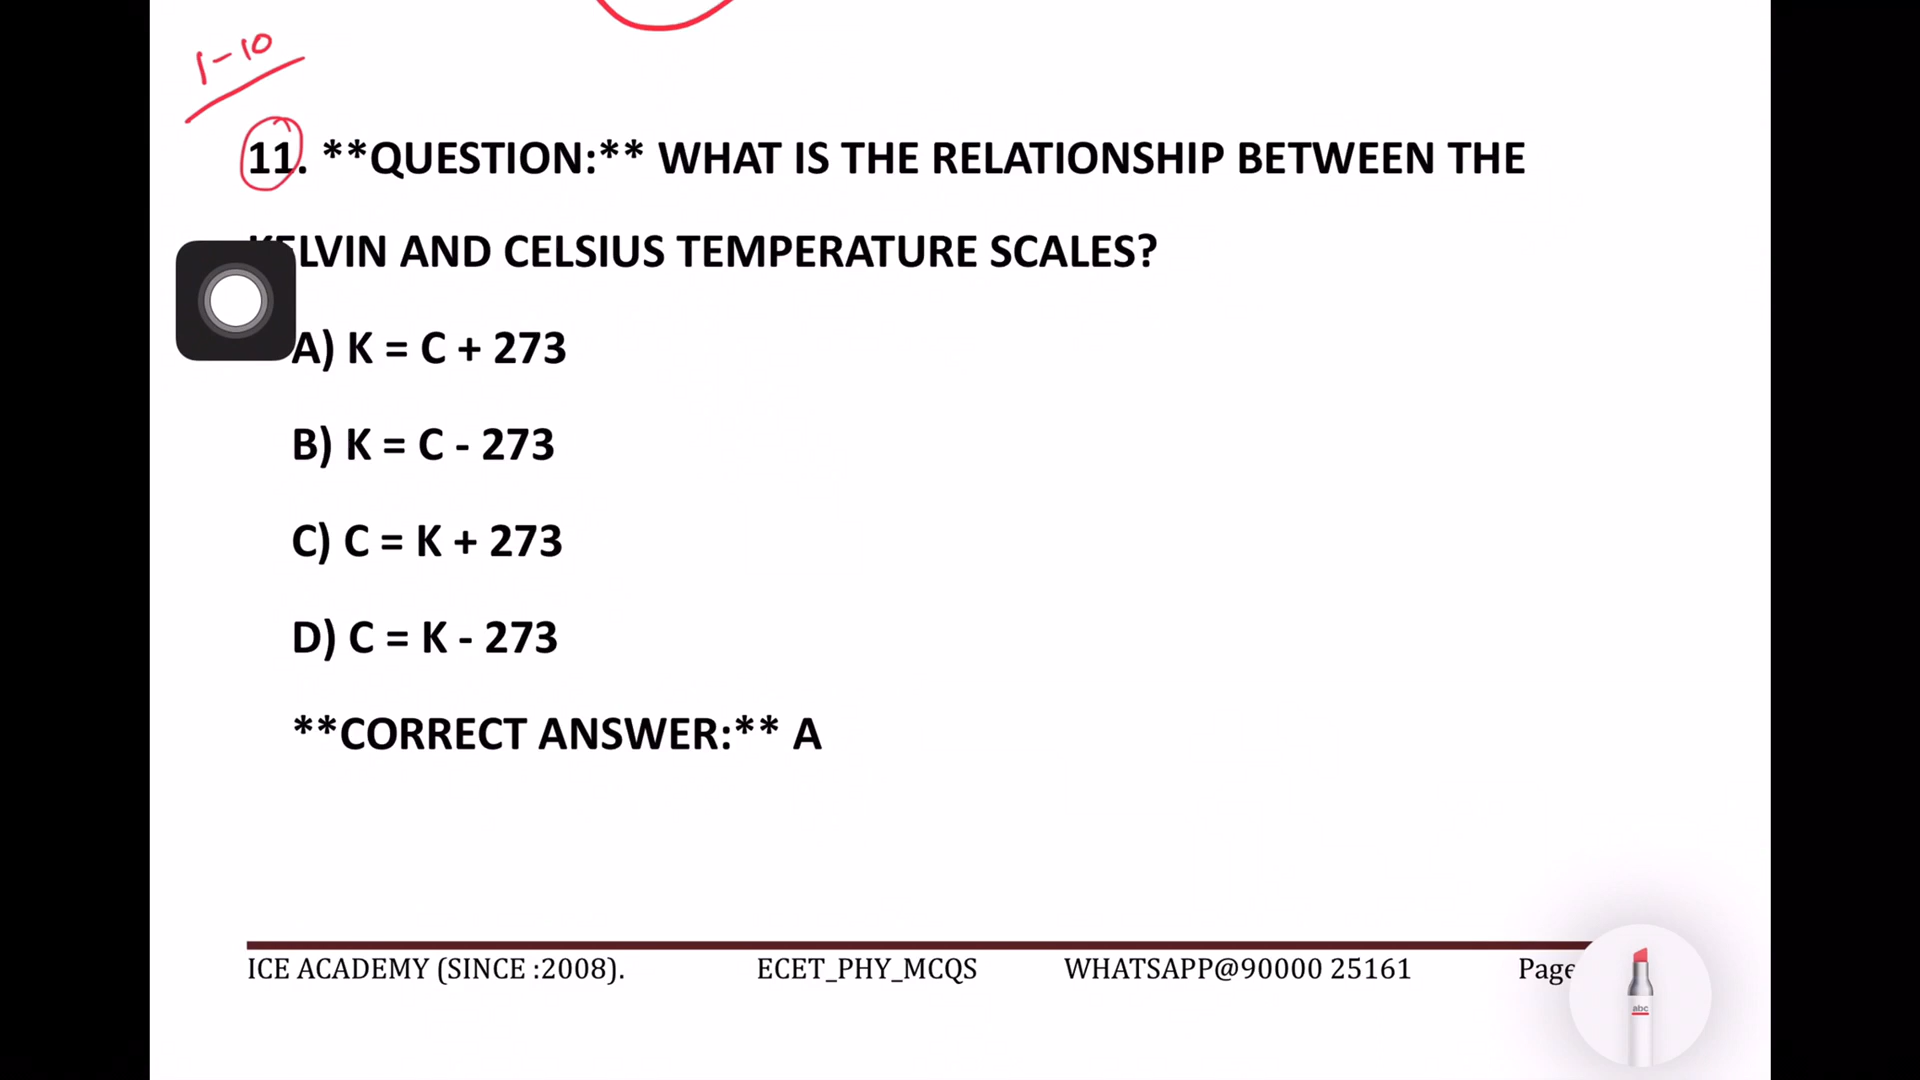 1-10
11. **QUESTION:** WHAT IS THE RELATIONSHIP BETWEEN THE
KELVIN AND CELSIUS TEMPERATURE SCALES?
A) K = C + 273
B) K = C - 273
C) C = K + 273
D) C = K - 273
**CORRECT ANSWER:** A
ICE ACADEMY (SINCE :2008). ECET_PHY_MCQS WHATSAPP@90000 25161 Page
abc